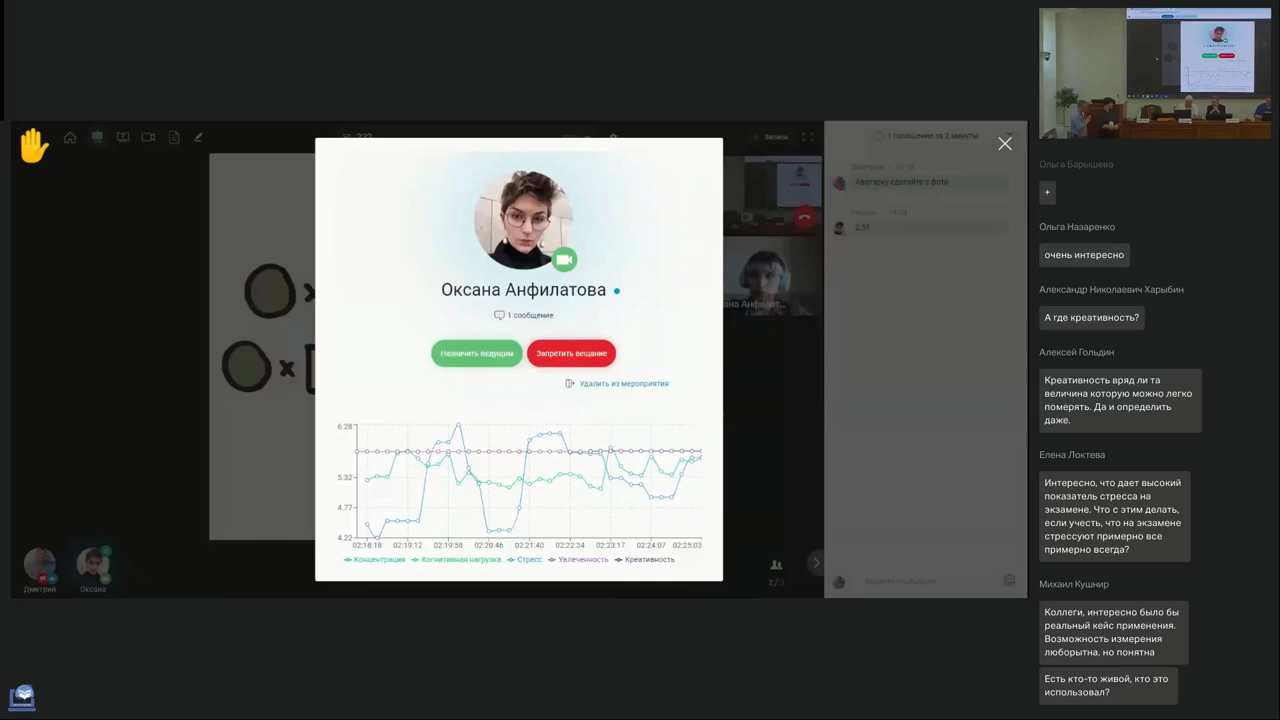 222
Запись
1 сообщение за 2 минуты
Аватарку сделайте с фото
Оксана Анфилатова
1 сообщение
Назначить ведущим
Запретить вещание
Удалить из мероприятия
6.28
5.32
4.77
4.22
02:18:18 02:19:12 02:19:58 02:20:46 02:21:40 02:22:34 02:23:17 02:24:07 02:25:03
Концентрация Когнитивная нагрузка Стресс Увлеченность Креативность
Дмитрий
Оксана
Ольга Барышева
+
Ольга Назаренко
очень интересно
Александр Николаевич Харыбин
А где креативность?
Алексей Гольдин
Креативность вряд ли та
величина которую можно легко
померять. Да и определить
даже.
Елена Локтева
Интересно, что дает высокий
показатель стресса на
экзамене. Что с этим делать,
если учесть, что на экзамене
стрессуют примерно все
примерно всегда?
Михаил Кушнир
Коллеги, интересно было бы
реальный кейс применения.
Возможность измерения
люборытна, но понятна
Есть кто-то живой, кто это
использовал?